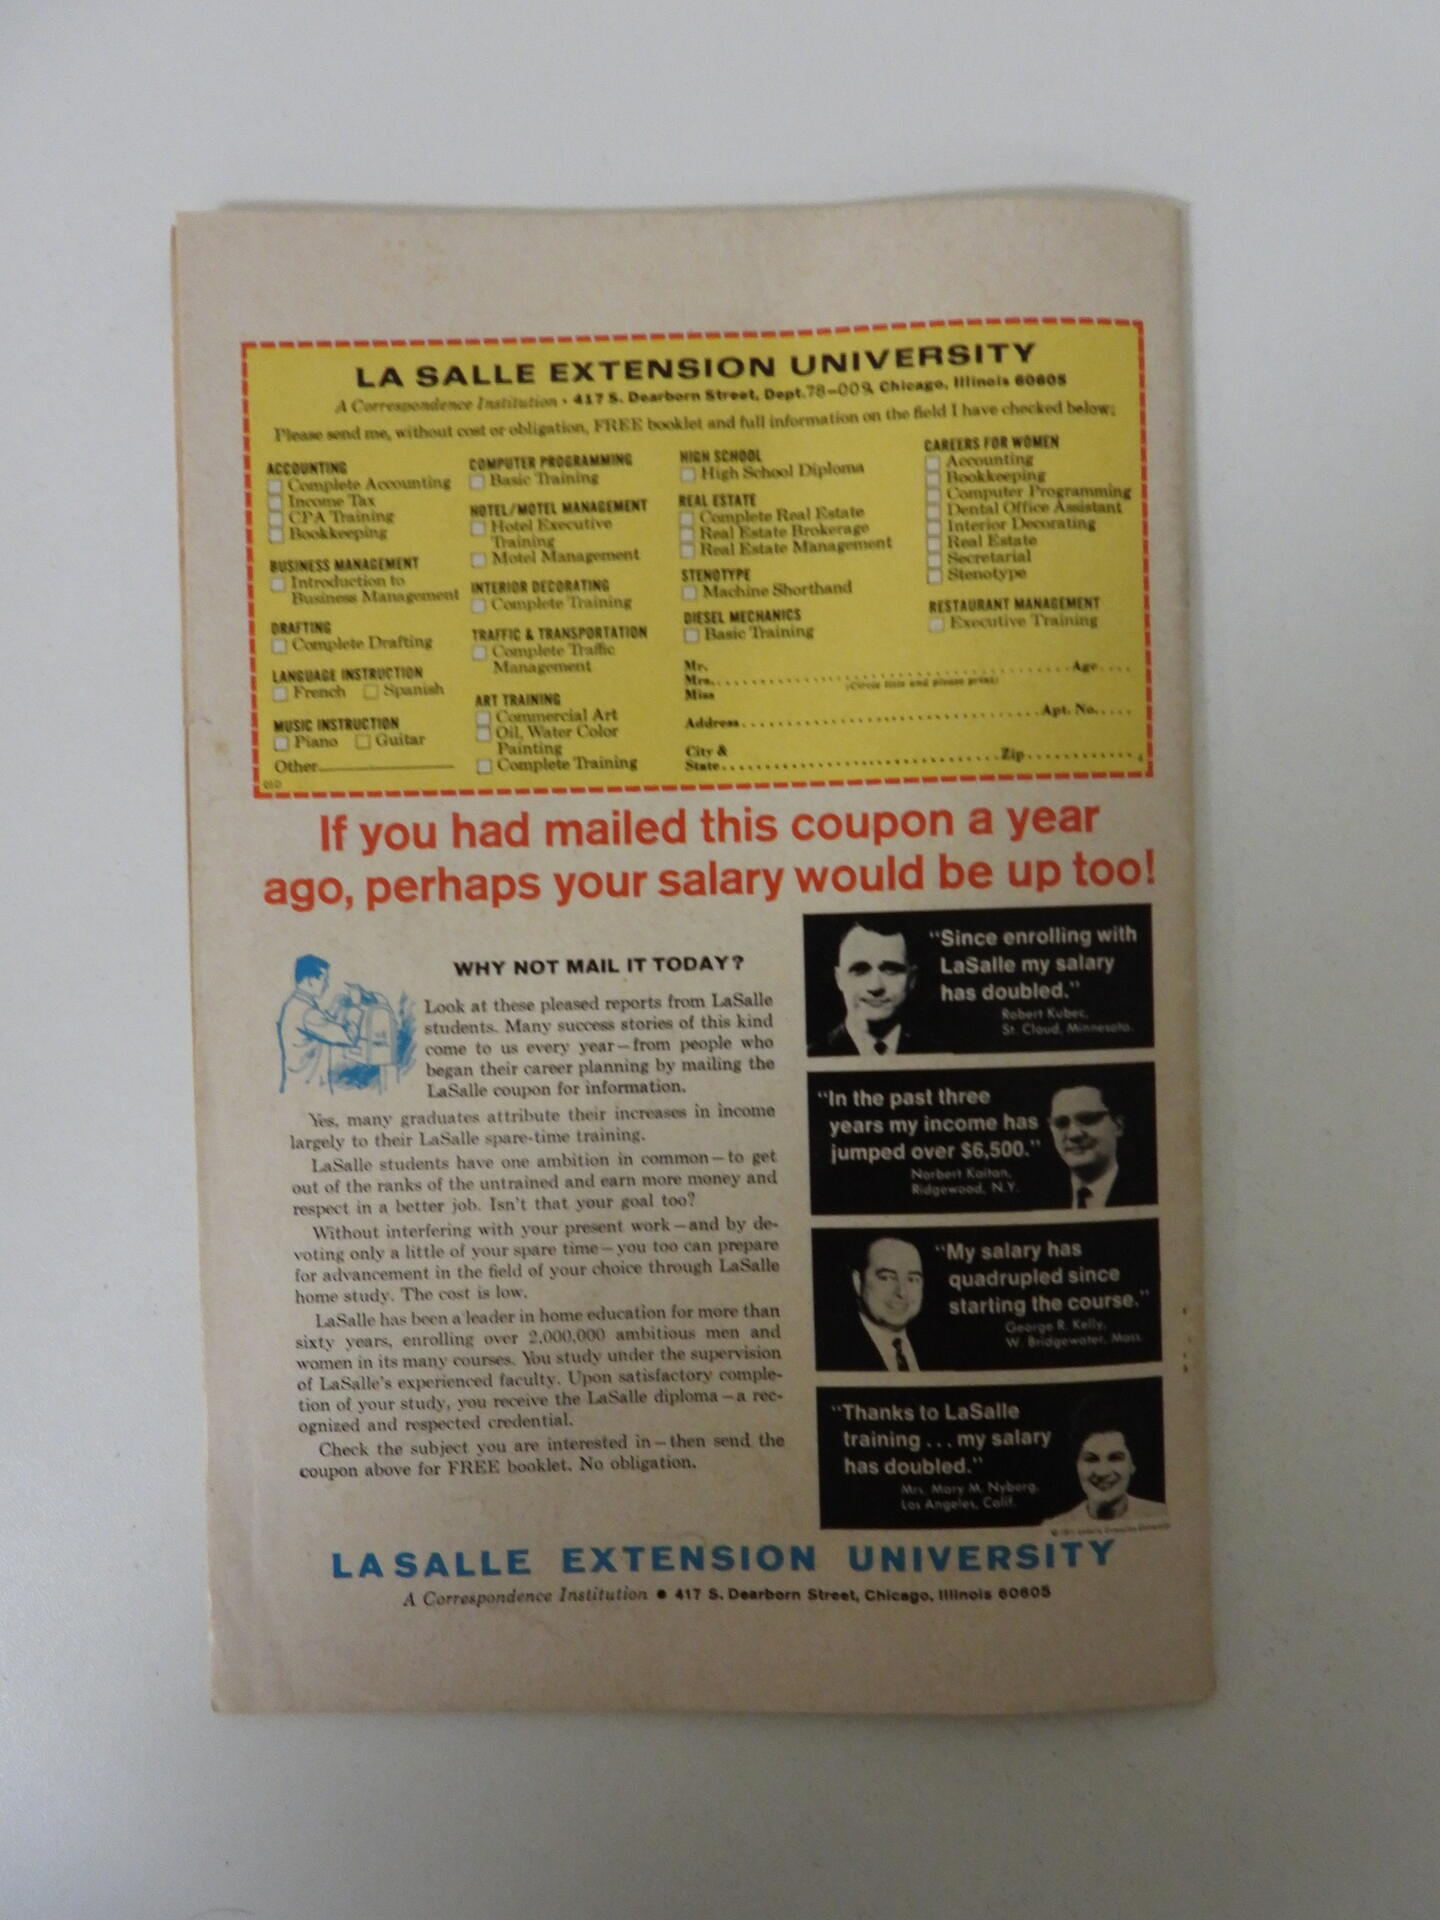 LA SALLE EXTENSION UNIVERSITY
A Correspondence Institution • 417 S. Dearborn Street, Dept. 78-009, Chicago, Illinois 60605
Please send me, without cost or obligation, FREE booklet and full information on the field I have checked below:
ACCOUNTING
Complete Accounting
Income Tax
CPA Training
Bookkeeping
BUSINESS MANAGEMENT
Introduction to
Business Management
DRAFTING
Complete Drafting
LANGUAGE INSTRUCTION
French Spanish
MUSIC INSTRUCTION
Piano Guitar
Other
COMPUTER PROGRAMMING
Basic Training
HOTEL/MOTEL MANAGEMENT
Hotel Executive
Training
Motel Management
INTERIOR DECORATING
Complete Training
TRAFFIC & TRANSPORTATION
Complete Traffic
Management
ART TRAINING
Commercial Art
Oil, Water Color
Painting
Complete Training
HIGH SCHOOL
High School Diploma
REAL ESTATE
Complete Real Estate
Real Estate Brokerage
Real Estate Management
STENOTYPE
Machine Shorthand
DIESEL MECHANICS
Basic Training
CAREERS FOR WOMEN
Accounting
Bookkeeping
Computer Programming
Dental Office Assistant
Interior Decorating
Real Estate
Secretarial
Stenotype
RESTAURANT MANAGEMENT
Executive Training
Mr.
Mrs. Age
Miss
(Circle title and please print)
Address Apt. No.
City &
State Zip
If you had mailed this coupon a year
ago, perhaps your salary would be up too!
WHY NOT MAIL IT TODAY?
Look at these pleased reports from LaSalle
students. Many success stories of this kind
come to us every year—from people who
began their career planning by mailing the
LaSalle coupon for information.
Yes, many graduates attribute their increases in income
largely to their LaSalle spare-time training.
LaSalle students have one ambition in common—to get
out of the ranks of the untrained and earn more money and
respect in a better job. Isn't that your goal too?
Without interfering with your present work—and by de-
voting only a little of your spare time—you too can prepare
for advancement in the field of your choice through LaSalle
home study. The cost is low.
LaSalle has been a leader in home education for more than
sixty years, enrolling over 2,000,000 ambitious men and
women in its many courses. You study under the supervision
of LaSalle's experienced faculty. Upon satisfactory comple-
tion of your study, you receive the LaSalle diploma—a rec-
ognized and respected credential.
Check the subject you are interested in—then send the
coupon above for FREE booklet. No obligation.
"Since enrolling with
LaSalle my salary
has doubled."
Robert Kubec,
St. Cloud, Minnesota.
"In the past three
years my income has
jumped over $6,500."
Norbert Kaitan,
Ridgewood, N.Y.
"My salary has
quadrupled since
starting the course."
George R. Kelly,
W. Bridgewater, Mass.
"Thanks to LaSalle
training . . . my salary
has doubled."
Mrs. Mary M. Nyberg,
Los Angeles, Calif.
© 1971 LaSalle Extension University
LASALLE EXTENSION UNIVERSITY
A Correspondence Institution • 417 S. Dearborn Street, Chicago, Illinois 60605